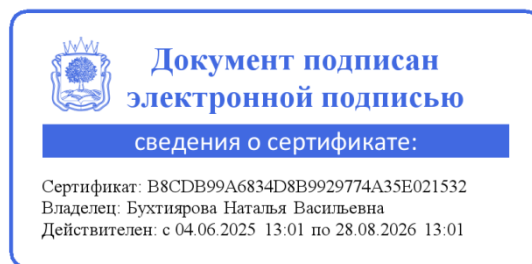 Документ подписан
электронной подписью
сведения о сертификате:
Сертификат: B8CDB99A6834D8B9929774A35E021532
Владелец: Бухтиярова Наталья Васильевна
Действителен: с 04.06.2025 13:01 по 28.08.2026 13:01